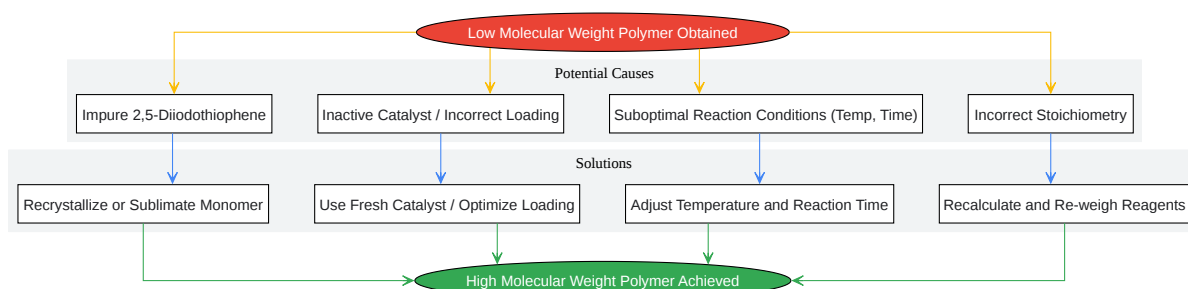 Low Molecular Weight Polymer Obtained
Potential Causes
Impure 2,5-Diiodothiophene
Inactive Catalyst / Incorrect Loading
Suboptimal Reaction Conditions (Temp, Time)
Incorrect Stoichiometry
Solutions
Recrystallize or Sublimate Monomer
Use Fresh Catalyst / Optimize Loading
Adjust Temperature and Reaction Time
Recalculate and Re-weigh Reagents
High Molecular Weight Polymer Achieved